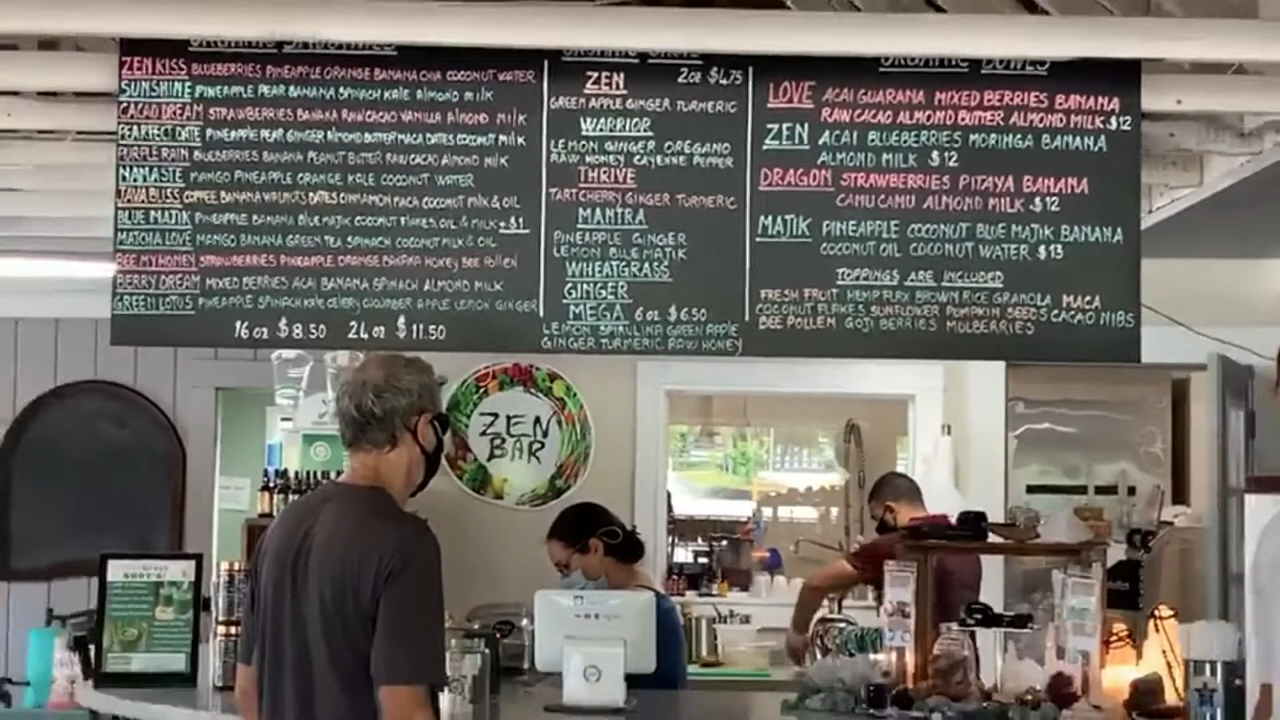 ORGANIC SMOOTHIES
ZEN KISS BLUEBERRIES PINEAPPLE ORANGE BANANA CHIA COCONUT WATER
SUNSHINE PINEAPPLE PEAR BANANA SPINACH KALE ALMOND MILK
CACAO DREAM STRAWBERRIES BANANA RAW CACAO VANILLA ALMOND MILK
PEARFECT DATE PINEAPPLE PEAR GINGER ALMOND BUTTER MACA DATES COCONUT MILK
PURPLE RAIN BLUEBERRIES BANANA PEANUT BUTTER RAW CACAO ALMOND MILK
NAMASTE MANGO PINEAPPLE ORANGE KALE COCONUT WATER
JAVA BLISS COFFEE BANANA WALNUTS DATES CINNAMON MACA COCONUT MILK & OIL
BLUE MAJIK PINEAPPLE BANANA BLUE MAJIK COCONUT FLAKES, OIL & MILK +$1
MATCHA LOVE MANGO BANANA GREEN TEA SPINACH COCONUT MILK & OIL
BEE MY HONEY STRAWBERRIES PINEAPPLE ORANGE BANANA HONEY BEE POLLEN
BERRY DREAM MIXED BERRIES ACAI BANANA SPINACH ALMOND MILK
GREEN LOTUS PINEAPPLE SPINACH KALE CELERY CUCUMBER APPLE LEMON GINGER
16 oz $8.50 24 oz $11.50
ORGANIC SHOTS
ZEN 2oz $4.75
GREEN APPLE GINGER TURMERIC
WARRIOR
LEMON GINGER OREGANO
RAW HONEY CAYENNE PEPPER
THRIVE
TART CHERRY GINGER TURMERIC
MANTRA
PINEAPPLE GINGER
LEMON BLUE MAJIK
WHEATGRASS
GINGER
MEGA 6 oz $6.50
LEMON SPIRULINA GREEN APPLE
GINGER TURMERIC RAW HONEY
ORGANIC BOWLS
LOVE ACAI GUARANA MIXED BERRIES BANANA
RAW CACAO ALMOND BUTTER ALMOND MILK $12
ZEN ACAI BLUEBERRIES MORINGA BANANA
ALMOND MILK $12
DRAGON STRAWBERRIES PITAYA BANANA
CAMU CAMU ALMOND MILK $12
MAJIK PINEAPPLE COCONUT BLUE MAJIK BANANA
COCONUT OIL COCONUT WATER $13
TOPPINGS ARE INCLUDED
FRESH FRUIT HEMP FLAX BROWN RICE GRANOLA MACA
COCONUT FLAKES SUNFLOWER PUMPKIN SEEDS CACAO NIBS
BEE POLLEN GOJI BERRIES MULBERRIES
ZEN
BAR